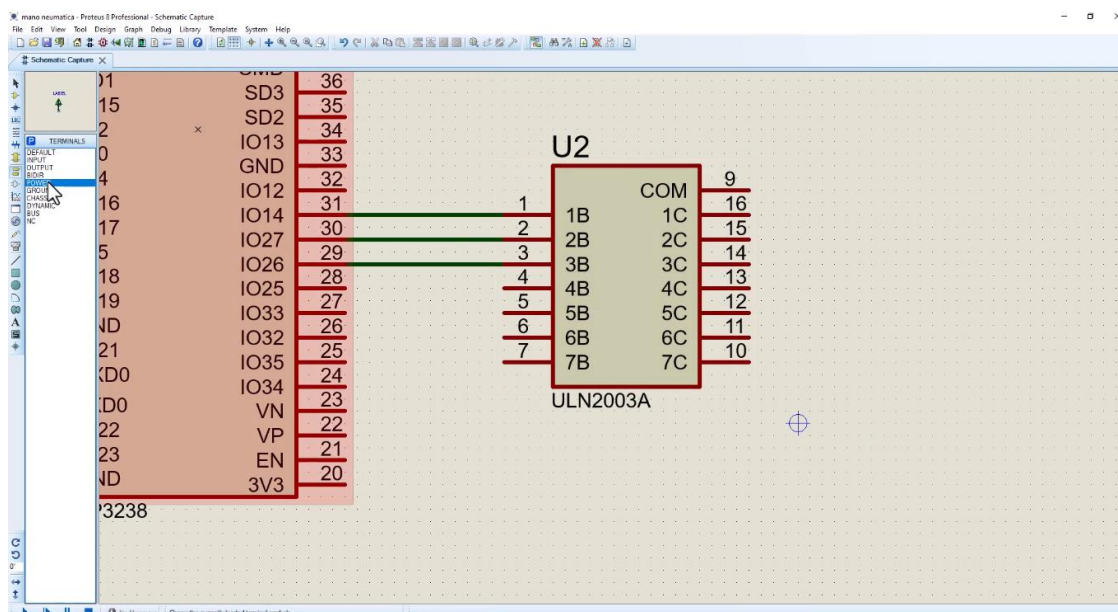 mano neumatica - Proteus 8 Professional - Schematic Capture
File Edit View Tool Design Graph Debug Library Template System Help
Schematic Capture
LABEL
TERMINALS
DEFAULT
INPUT
OUTPUT
BIDIR
POWER
DYNAMIC
BUS
NC
LBL
A
01
15
2
0
4
16
17
5
18
19
ND
21
XD0
XD0
22
23
ND
P3238
36
SD3 35
SD2 34
IO13 33
GND 32
IO12 31
IO14 30
IO27 29
IO26 28
IO25 27
IO33 26
IO32 25
IO35 24
IO34 23
VN 22
VP 21
EN 20
3V3
U2
COM 9
1 1B 1C 16
2 2B 2C 15
3 3B 3C 14
4 4B 4C 13
5 5B 5C 12
6 6B 6C 11
7 7B 7C 10
ULN2003A